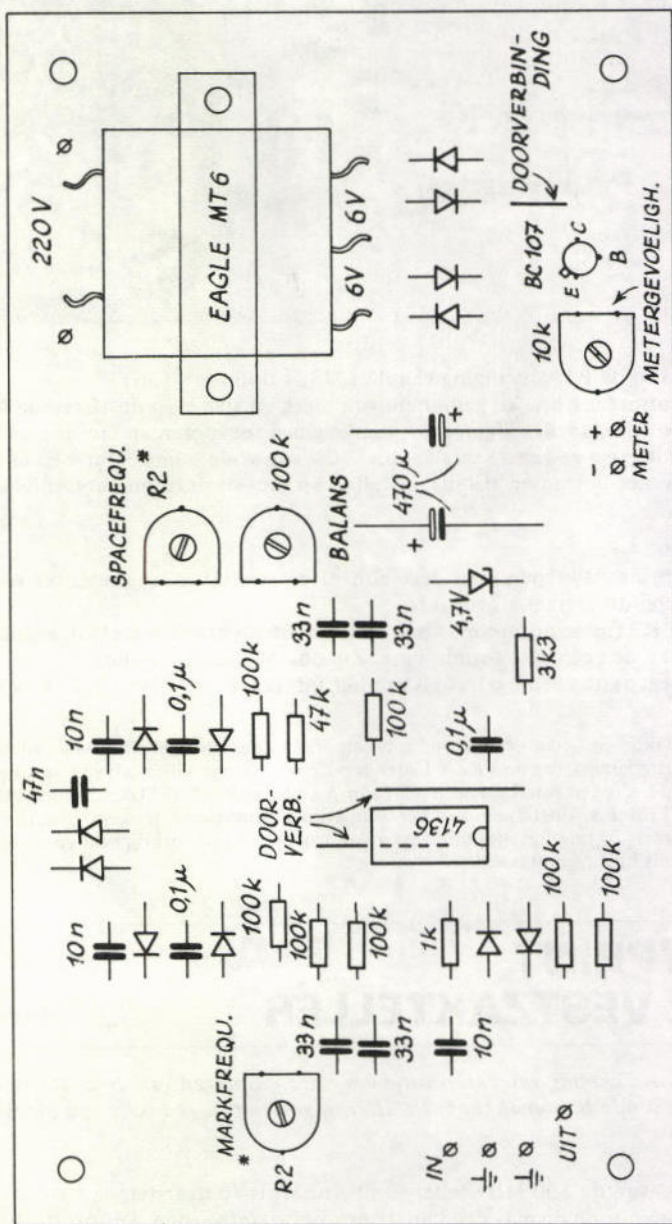 220 V
EAGLE MT6
6V
6V
DOORVERBIN-
DING
BC 107
E
C
B
10k
METERGEVOELIGH.
- +
METER
SPACEFREQU.
R2*
100k
BALANS
470 µ
+
+
4,7V
3k3
33n
33n
47n
10n
0,1µ
100k
47k
100k
0,1µ
DOOR-
VERB.
4136
10n
0,1µ
100k
100k
100k
1k
100k
100k
MARKFREQU.
*
R2
33n
33n
10n
IN
UIT